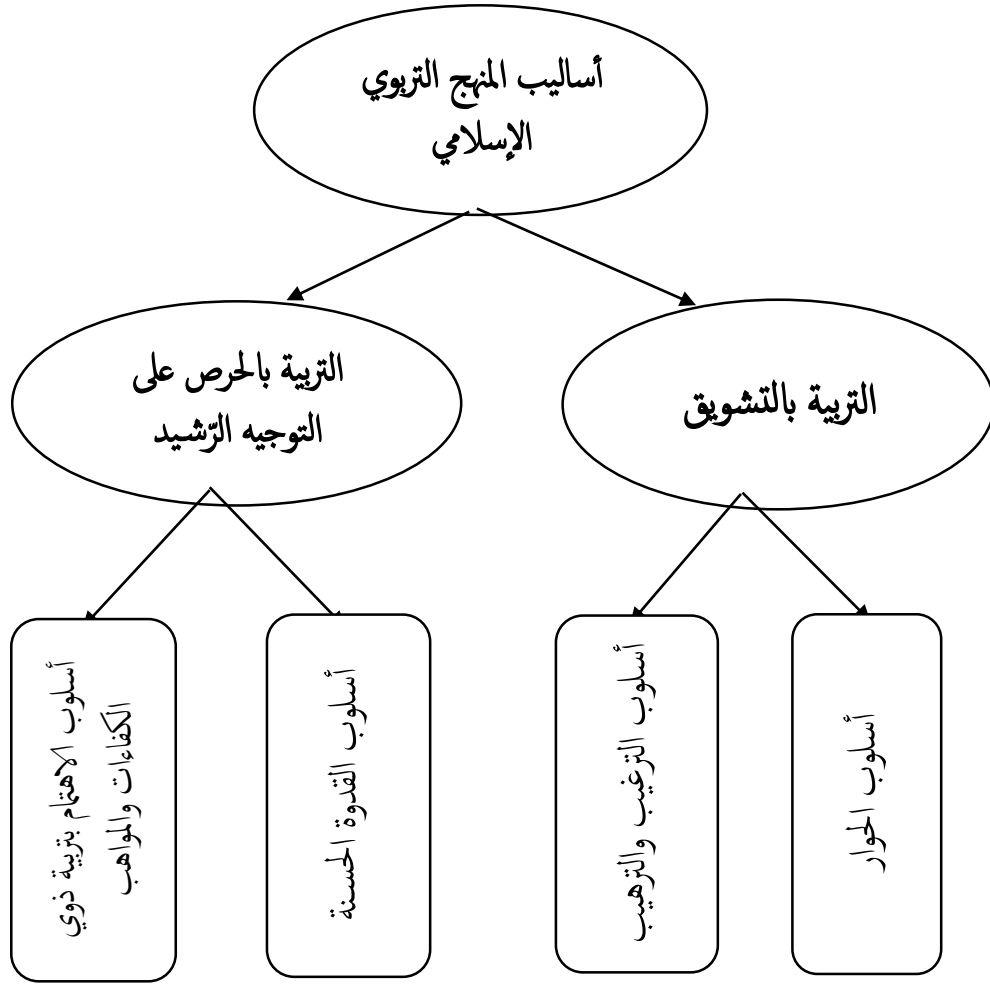 أساليب المنهج التربوي
الإسلامي
التربية بالتشويق
التربية بالحرص على
التوجيه الرّشيد
أسلوب الحوار
أسلوب الترغيب والترهيب
أسلوب القدوة الحسنة
أسلوب الاهتمام بتربية ذوي
الكفاءات والمواهب